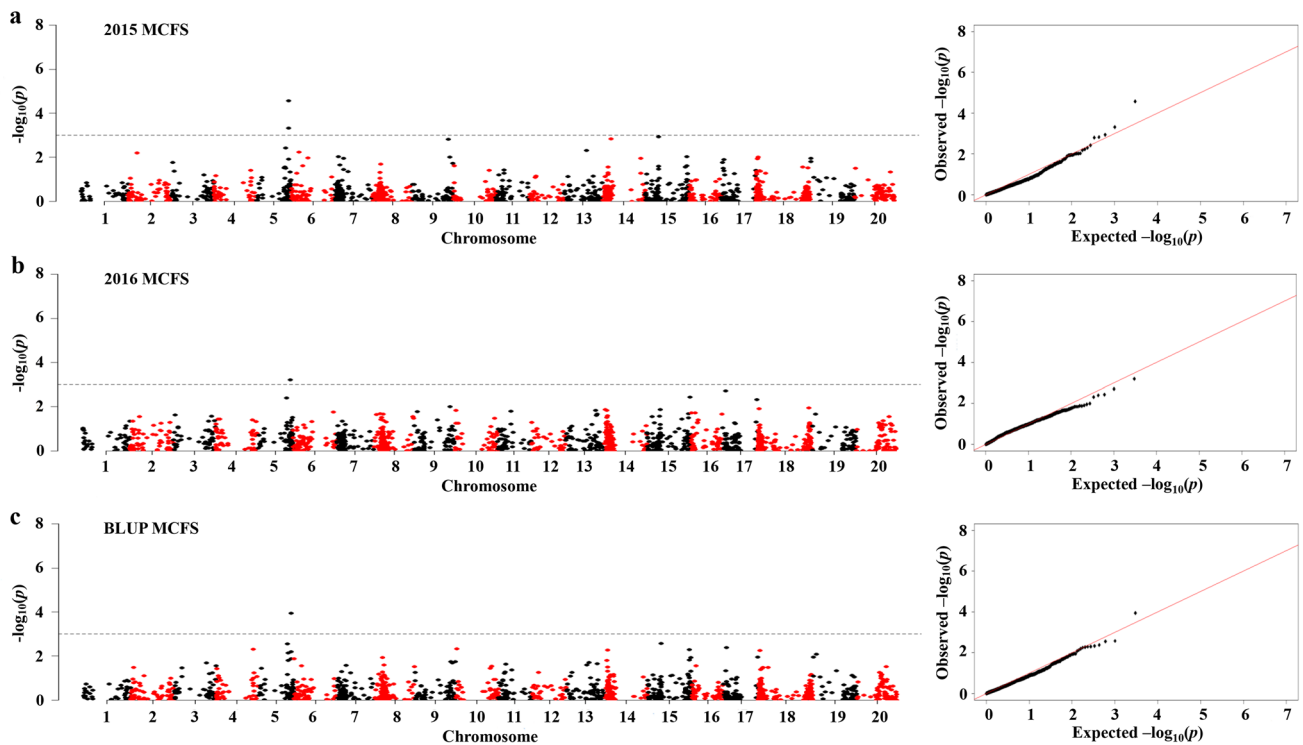 a
2015 MCFS
8
6
4
2
0
-log10(p)
1 2 3 4 5 6 7 8 9 10 11 12 13 14 15 16 17 18 19 20
Chromosome
8
6
4
2
0
Observed –log10(p)
0 1 2 3 4 5 6 7
Expected –log10(p)
b
2016 MCFS
8
6
4
2
0
-log10(p)
1 2 3 4 5 6 7 8 9 10 11 12 13 14 15 16 17 18 19 20
Chromosome
8
6
4
2
0
Observed –log10(p)
0 1 2 3 4 5 6 7
Expected –log10(p)
c
BLUP MCFS
8
6
4
2
0
-log10(p)
1 2 3 4 5 6 7 8 9 10 11 12 13 14 15 16 17 18 19 20
Chromosome
8
6
4
2
0
Observed –log10(p)
0 1 2 3 4 5 6 7
Expected –log10(p)